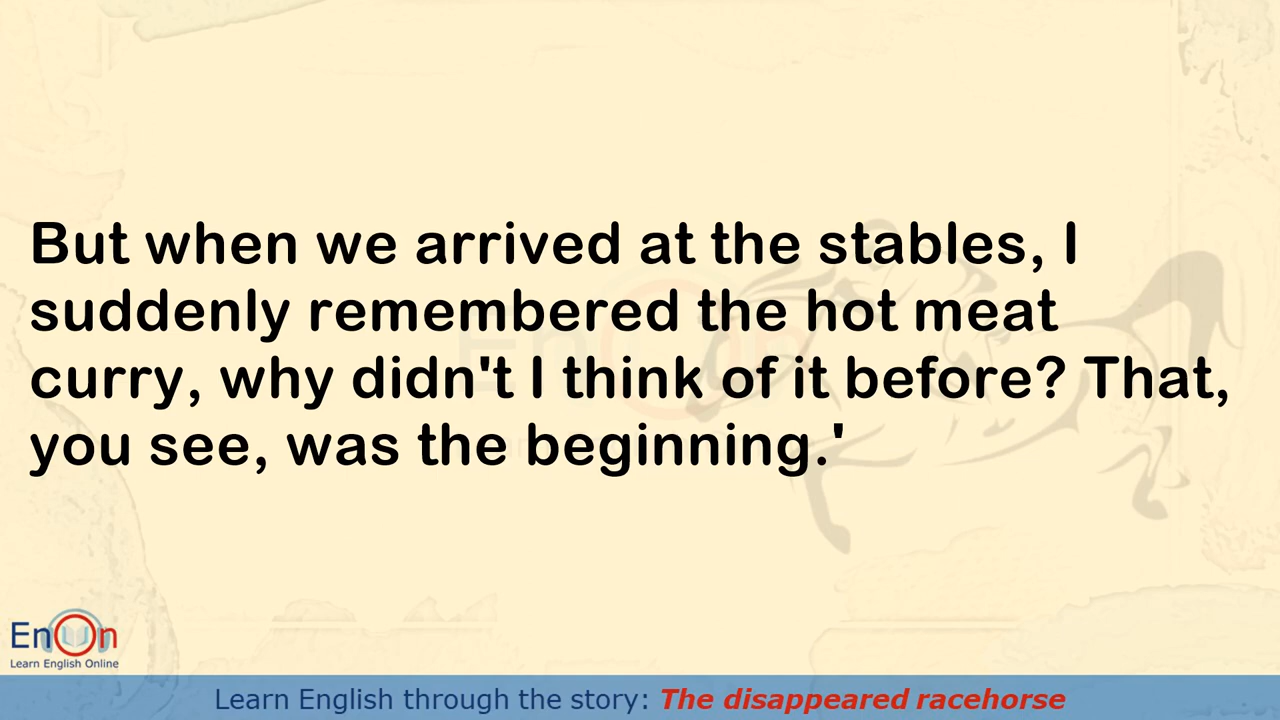 But when we arrived at the stables, I
suddenly remembered the hot meat
curry, why didn't I think of it before? That,
you see, was the beginning.'
EnOn
Learn English Online
Learn English through the story: The disappeared racehorse